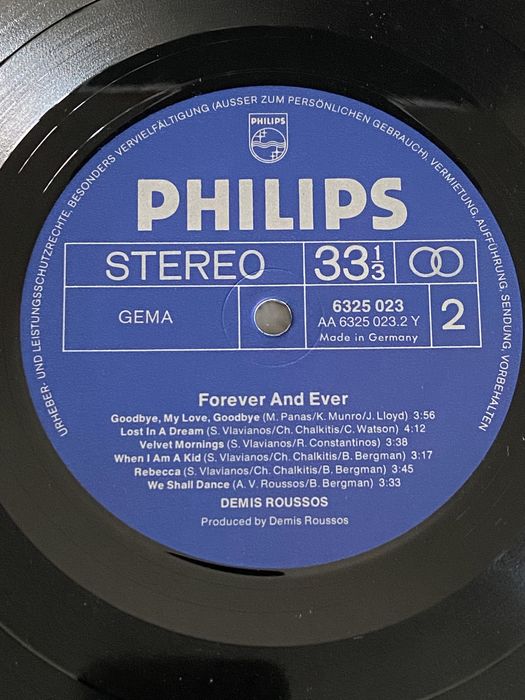 URHEBER- UND LEISTUNGSSCHUTZRECHTE, BESONDERS VERVIELFÄLTIGUNG (AUSSER ZUM PERSÖNLICHEN GEBRAUCH), VERMIETUNG, AUFFÜHRUNG, SENDUNG VORBEHALTEN
PHILIPS
PHILIPS
STEREO 33 1/3
GEMA
6325 023
AA 6325 023.2 Y
Made in Germany
2
Forever And Ever
Goodbye, My Love, Goodbye (M. Panas/K. Munro/J. Lloyd) 3:56
Lost In A Dream (S. Vlavianos/Ch. Chalkitis/C. Watson) 4:12
Velvet Mornings (S. Vlavianos/R. Constantinos) 3:38
When I Am A Kid (S. Vlavianos/Ch. Chalkitis/B. Bergman) 3:17
Rebecca (S. Vlavianos/Ch. Chalkitis/B. Bergman) 3:45
We Shall Dance (A. V. Roussos/B. Bergman) 3:33
DEMIS ROUSSOS
Produced by Demis Roussos